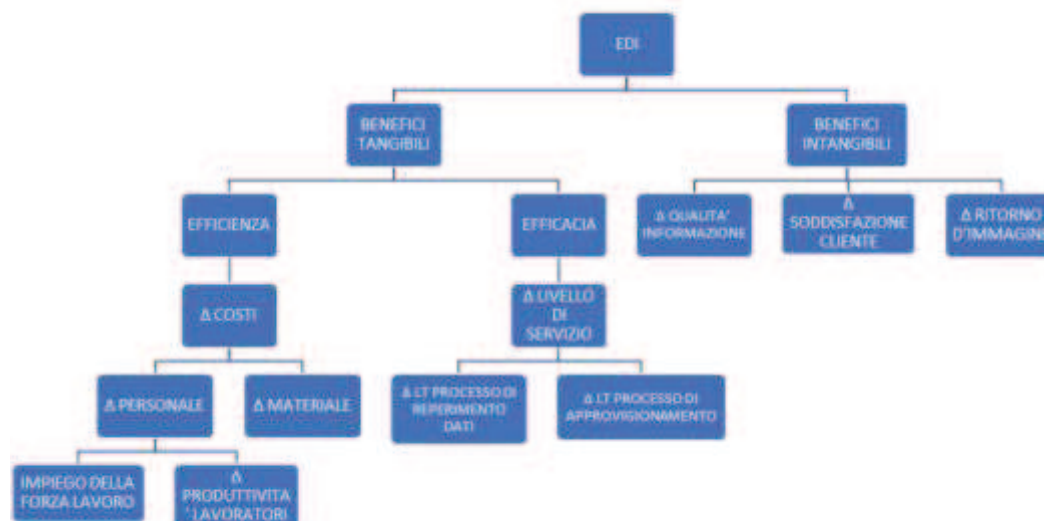 EDI
BENEFICI
TANGIBILI
BENEFICI
INTANGIBILI
EFFICIENZA
EFFICACIA
Δ QUALITA'
INFORMAZIONE
Δ
SODDISFAZIONE
CLIENTE
Δ RITORNO
D'IMMAGINE
Δ COSTI
Δ LIVELLO
DI
SERVIZIO
Δ PERSONALE
Δ MATERIALE
Δ LT PROCESSO DI
REPERIMENTO
DATI
Δ LT PROCESSO DI
APPROVIGIONAMENTO
IMPIEGO DELLA
FORZA LAVORO
Δ
PRODUTTIVITA
' LAVORATORI